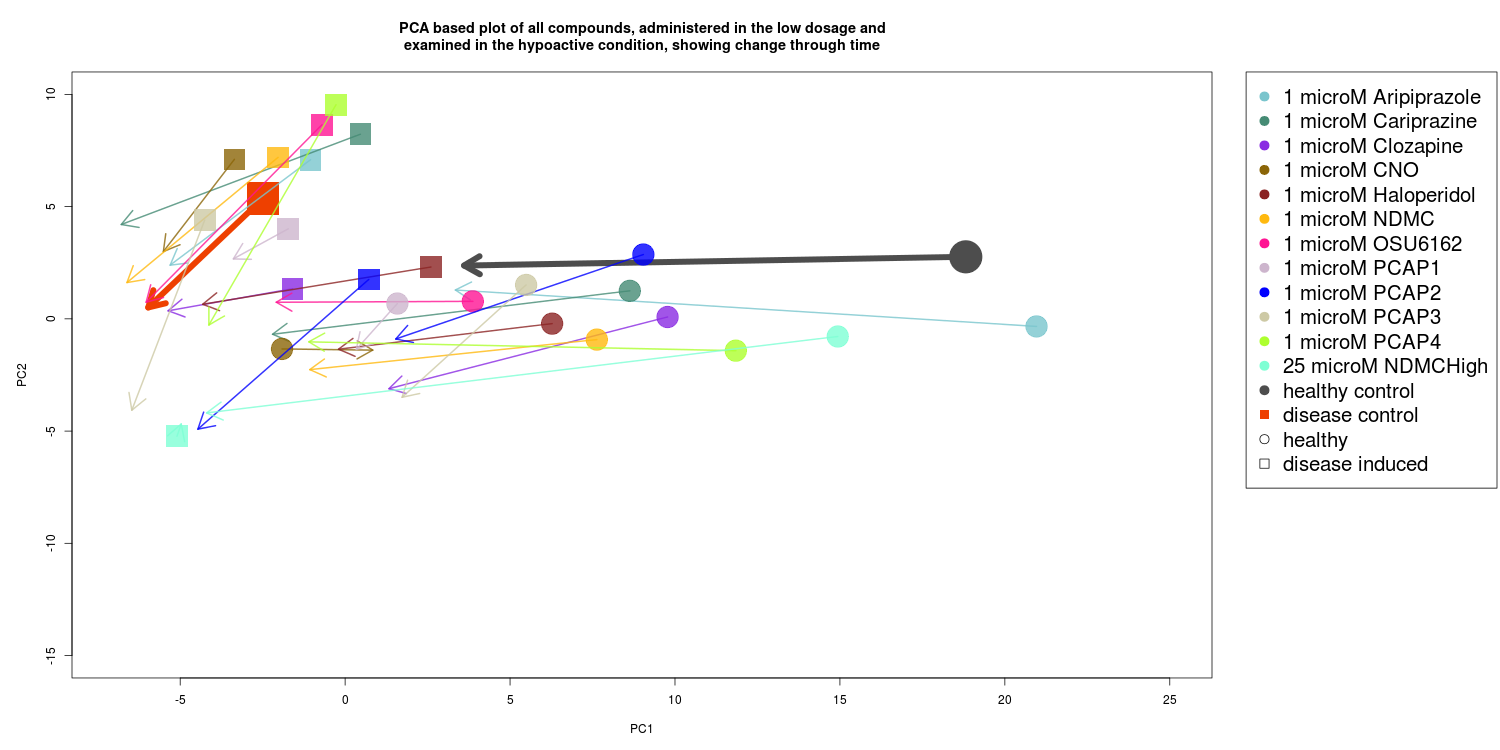 PCA based plot of all compounds, administered in the low dosage and
examined in the hypoactive condition, showing change through time
10
5
0
-5
-10
-15
PC2
-5 0 5 10 15 20 25
PC1
1 microM Aripiprazole
1 microM Cariprazine
1 microM Clozapine
1 microM CNO
1 microM Haloperidol
1 microM NDMC
1 microM OSU6162
1 microM PCAP1
1 microM PCAP2
1 microM PCAP3
1 microM PCAP4
25 microM NDMCHigh
healthy control
disease control
healthy
disease induced